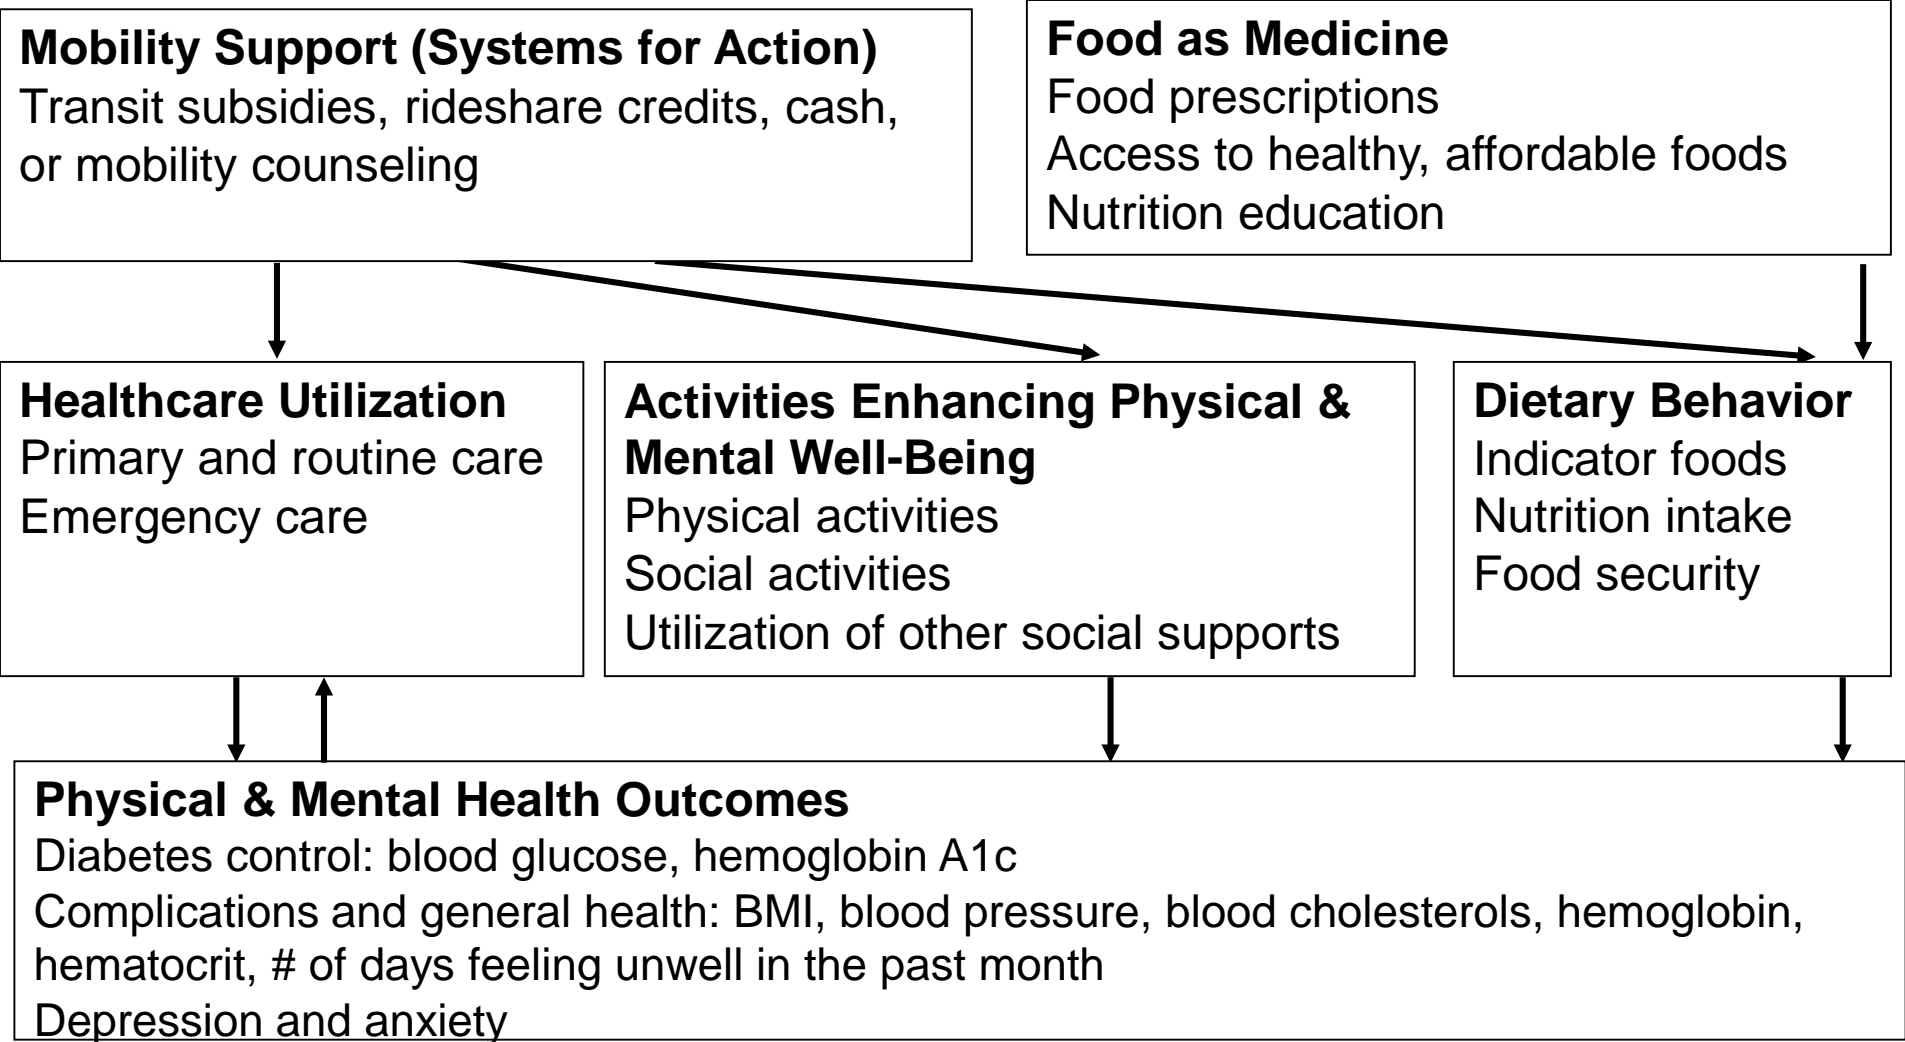 Mobility Support (Systems for Action)
Transit subsidies, rideshare credits, cash,
or mobility counseling
Food as Medicine
Food prescriptions
Access to healthy, affordable foods
Nutrition education
Healthcare Utilization
Primary and routine care
Emergency care
Activities Enhancing Physical &
Mental Well-Being
Physical activities
Social activities
Utilization of other social supports
Dietary Behavior
Indicator foods
Nutrition intake
Food security
Physical & Mental Health Outcomes
Diabetes control: blood glucose, hemoglobin A1c
Complications and general health: BMI, blood pressure, blood cholesterols, hemoglobin,
hematocrit, # of days feeling unwell in the past month
Depression and anxiety